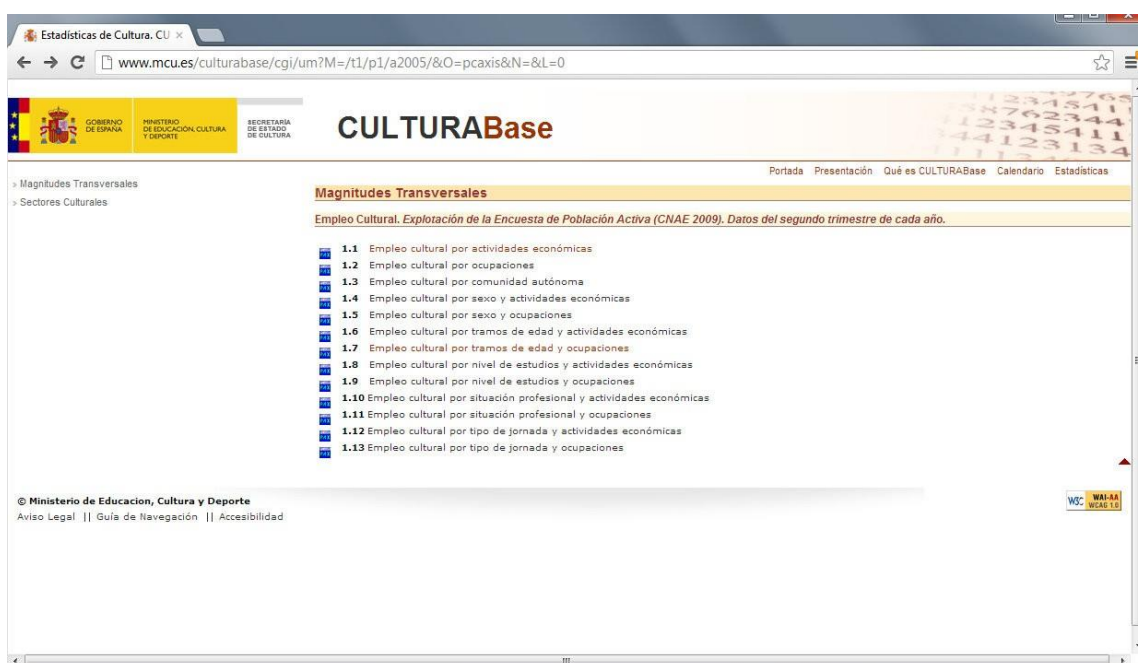 Estadísticas de Cultura. CU
www.mcu.es/culturabase/cgi/um?M=/t1/p1/a2005/&O=pcaxis&N=&L=0
GOBIERNO
DE ESPAÑA
MINISTERIO
DE EDUCACIÓN, CULTURA
Y DEPORTE
SECRETARÍA
DE ESTADO
DE CULTURA
CULTURABase
Portada Presentación Qué es CULTURABase Calendario Estadísticas
> Magnitudes Transversales
> Sectores Culturales
Magnitudes Transversales
Empleo Cultural. Explotación de la Encuesta de Población Activa (CNAE 2009). Datos del segundo trimestre de cada año.
1.1 Empleo cultural por actividades económicas
1.2 Empleo cultural por ocupaciones
1.3 Empleo cultural por comunidad autónoma
1.4 Empleo cultural por sexo y actividades económicas
1.5 Empleo cultural por sexo y ocupaciones
1.6 Empleo cultural por tramos de edad y actividades económicas
1.7 Empleo cultural por tramos de edad y ocupaciones
1.8 Empleo cultural por nivel de estudios y actividades económicas
1.9 Empleo cultural por nivel de estudios y ocupaciones
1.10 Empleo cultural por situación profesional y actividades económicas
1.11 Empleo cultural por situación profesional y ocupaciones
1.12 Empleo cultural por tipo de jornada y actividades económicas
1.13 Empleo cultural por tipo de jornada y ocupaciones
© Ministerio de Educacion, Cultura y Deporte
Aviso Legal || Guía de Navegación || Accesibilidad
W3C WAI-AA
WCAG 1.0